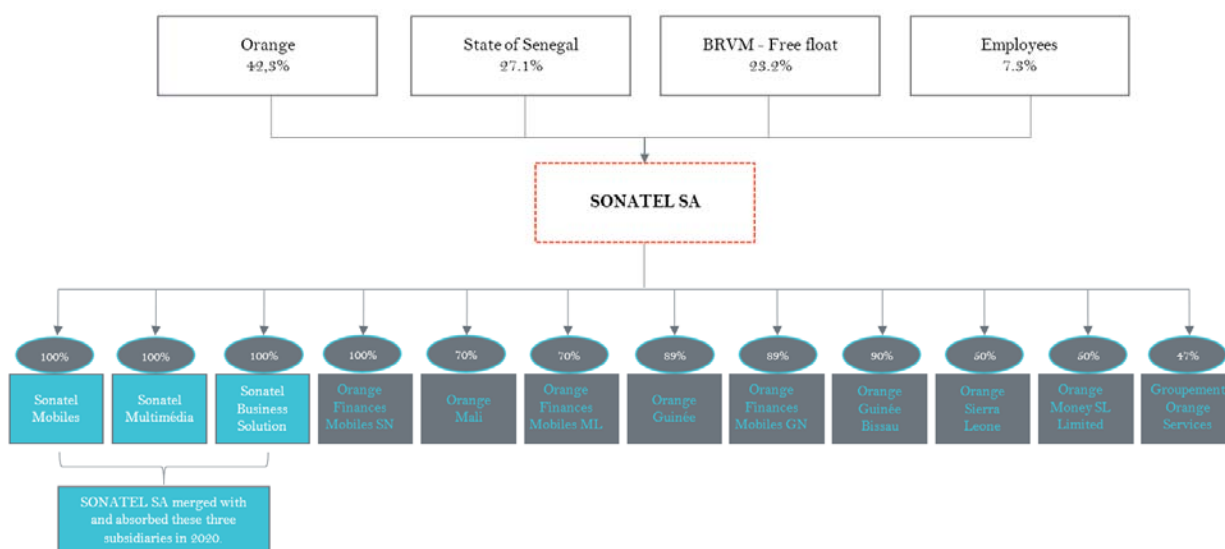 Orange
42,3%
State of Senegal
27.1%
BRVM - Free float
23.2%
Employees
7.3%
SONATEL SA
100%
100%
100%
100%
70%
70%
89%
89%
90%
50%
50%
47%
Sonatel
Mobiles
Sonatel
Multimédia
Sonatel
Business
Solution
Orange
Finances
Mobiles SN
Orange
Mali
Orange
Finances
Mobiles ML
Orange
Guinée
Orange
Finances
Mobiles GN
Orange
Guinée
Bissau
Orange
Sierra
Leone
Orange
Money SL
Limited
Groupement
Orange
Services
SONATEL SA merged with
and absorbed these three
subsidiaries in 2020.